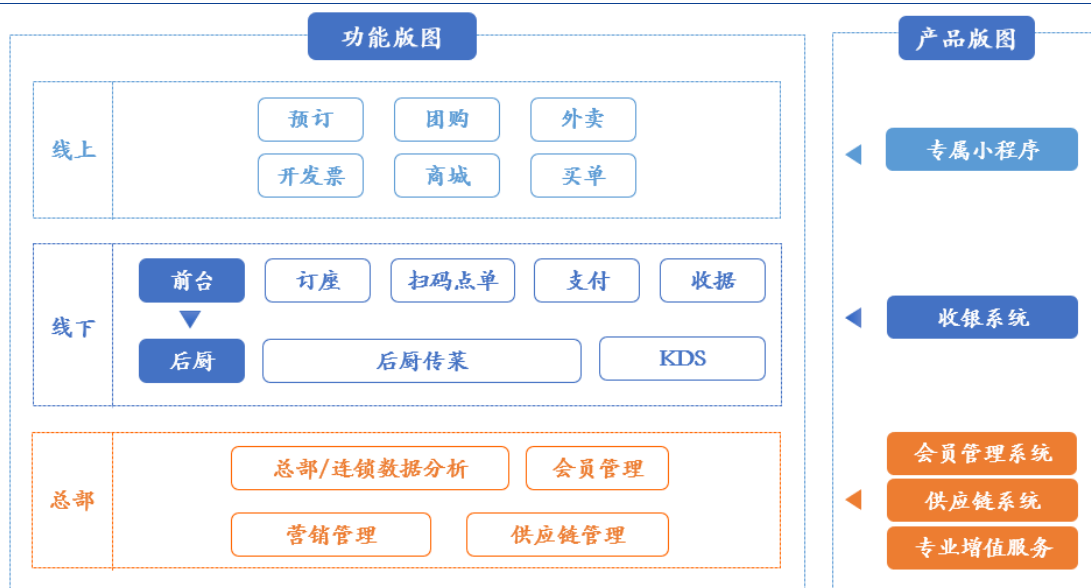 功能版图
产品版图
线上
预订
团购
外卖
开发票
商城
买单
专属小程序
线下
前台
订座
扫码点单
支付
收据
后厨
后厨传菜
KDS
收银系统
总部
总部/连锁数据分析
会员管理
营销管理
供应链管理
会员管理系统
供应链系统
专业增值服务